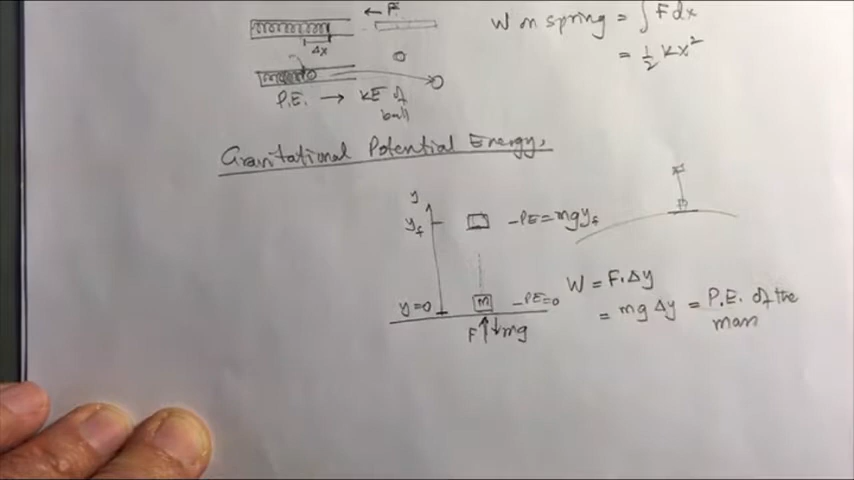 ← F
W on spring = ∫ F dx
Δx
= 1/2 Kx²
P.E. → KE of ball
Gravitational Potential Energy.
y
y_f
PE = mgy_f
W = F.Δy
y=0
m
PE=0
= mg Δy = P.E. of the
mass
F ↑↓mg